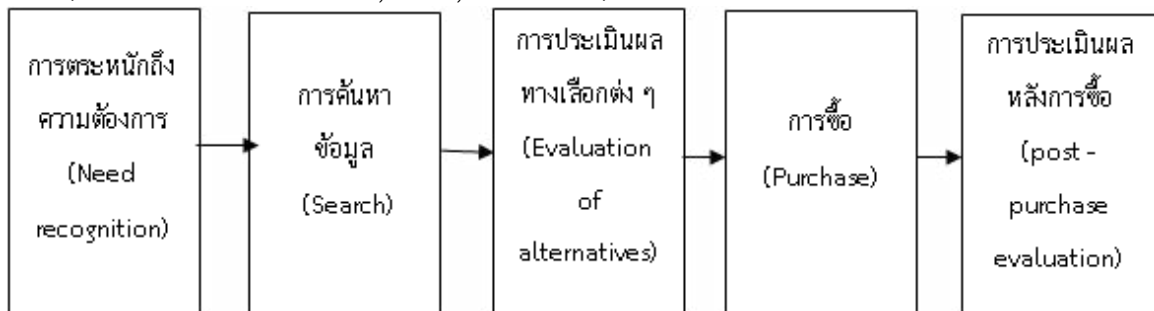 การตระหนักถึง
ความต้องการ
(Need
recognition)
การค้นหา
ข้อมูล
(Search)
การประเมินผล
ทางเลือกต่ง ๆ
(Evaluation
of
alternatives)
การซื้อ
(Purchase)
การประเมินผล
หลังการซื้อ
(post -
purchase
evaluation)